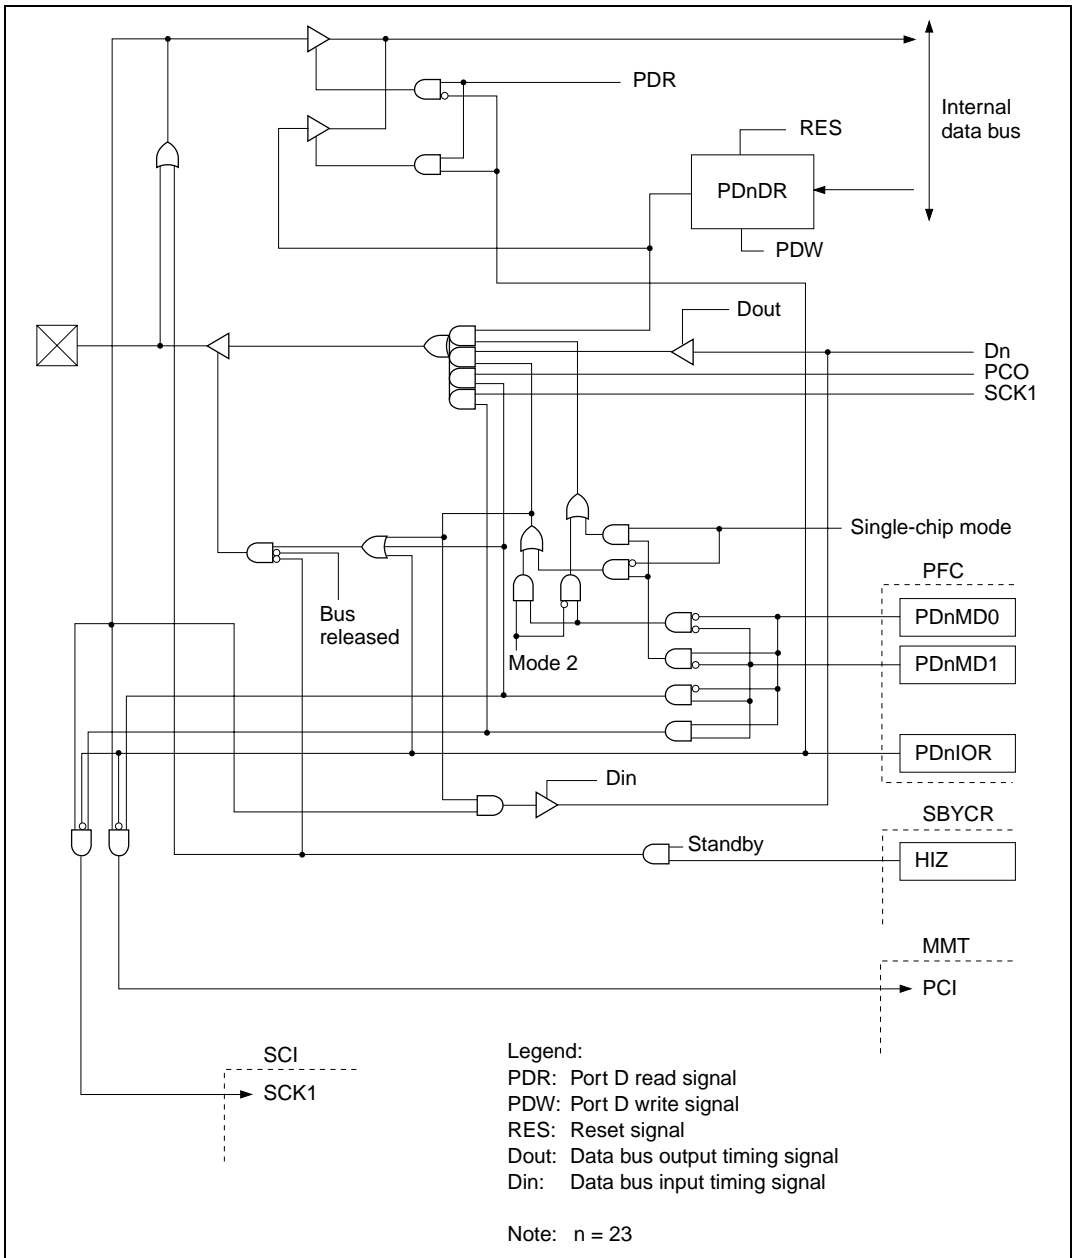 PDR
Internal
data bus
RES
PDnDR
PDW
Dout
Dn
PCO
SCK1
Single-chip mode
PFC
PDnMD0
Bus
released
Mode 2
PDnMD1
PDnIOR
Din
SBYCR
Standby
HIZ
MMT
PCI
SCI
SCK1
Legend:
PDR: Port D read signal
PDW: Port D write signal
RES: Reset signal
Dout: Data bus output timing signal
Din: Data bus input timing signal
Note: n = 23